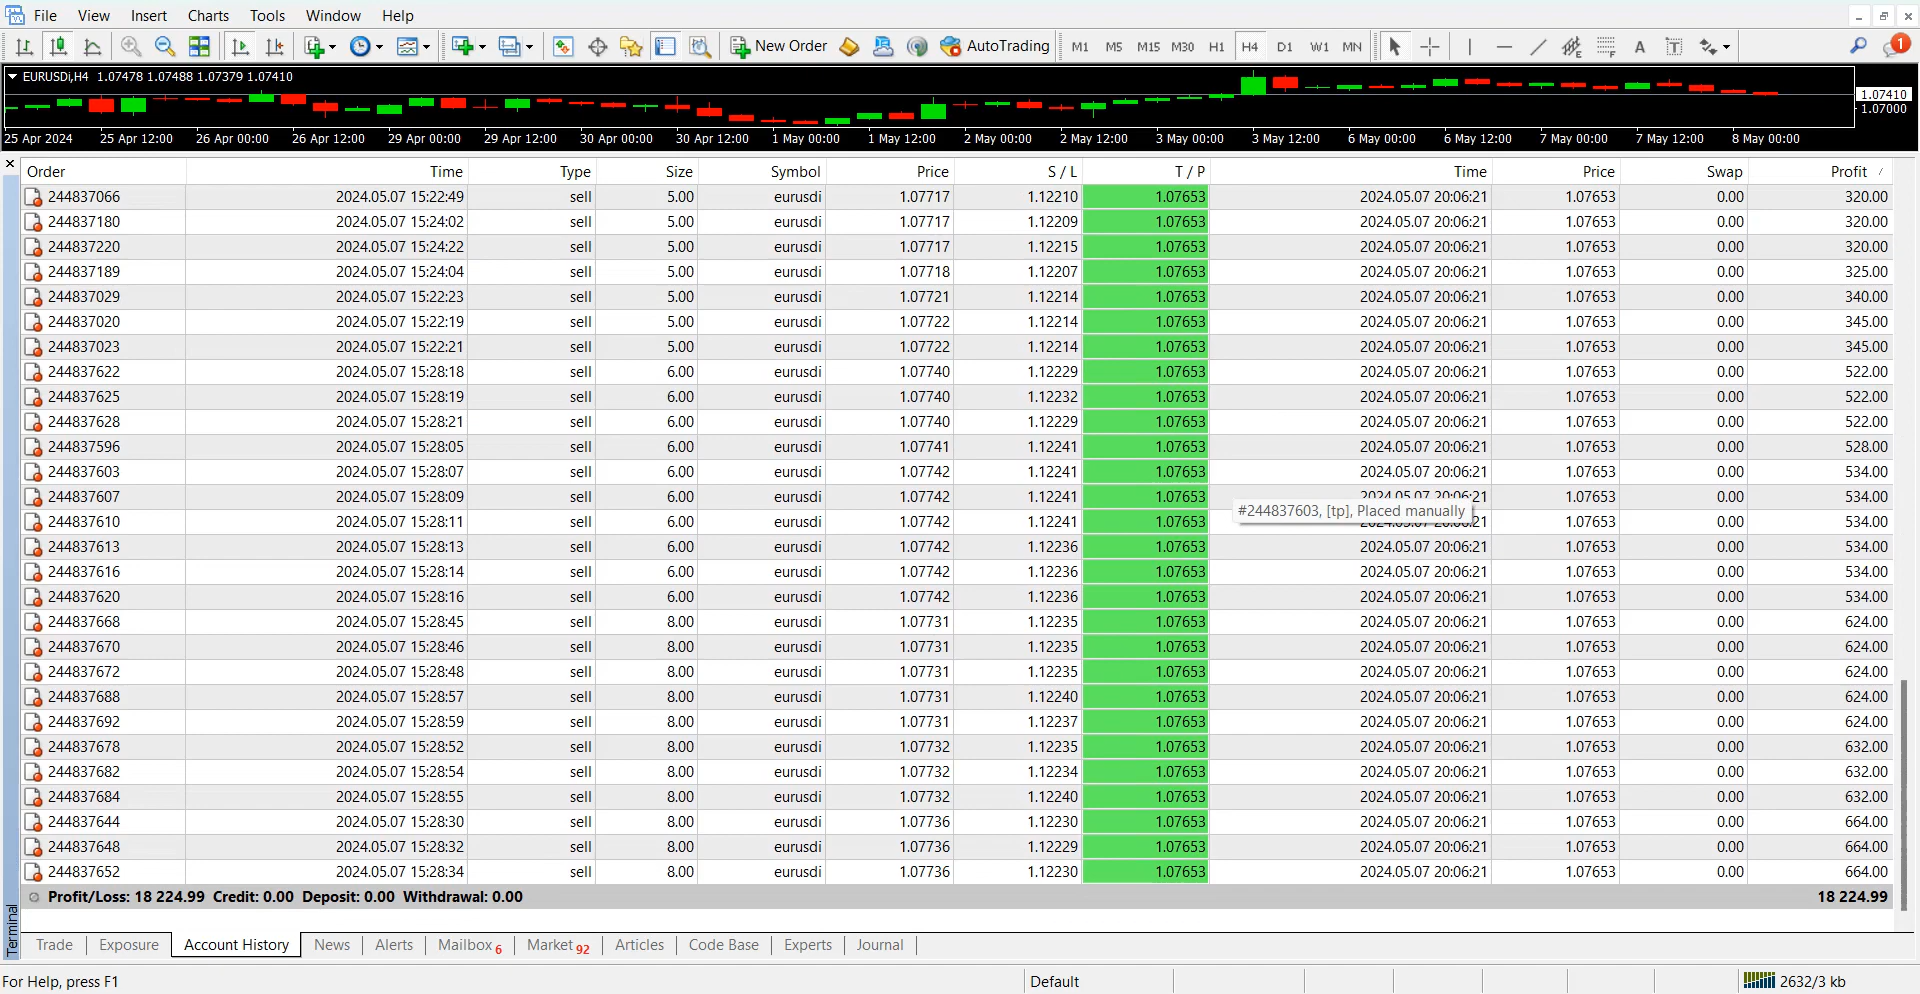 File View Insert Charts Tools Window Help
New Order AutoTrading M1 M5 M15 M30 H1 H4 D1 W1 MN A T 1
EURUSDi,H4 1.07478 1.07488 1.07379 1.07410
1.07410
1.07000
25 Apr 2024 25 Apr 12:00 26 Apr 00:00 26 Apr 12:00 29 Apr 00:00 29 Apr 12:00 30 Apr 00:00 30 Apr 12:00 1 May 00:00 1 May 12:00 2 May 00:00 2 May 12:00 3 May 00:00 3 May 12:00 6 May 00:00 6 May 12:00 7 May 00:00 7 May 12:00 8 May 00:00
Order Time Type Size Symbol Price S / L T / P Time Price Swap Profit
244837066 2024.05.07 15:22:49 sell 5.00 eurusdi 1.07717 1.12210 1.07653 2024.05.07 20:06:21 1.07653 0.00 320.00
244837180 2024.05.07 15:24:02 sell 5.00 eurusdi 1.07717 1.12209 1.07653 2024.05.07 20:06:21 1.07653 0.00 320.00
244837220 2024.05.07 15:24:22 sell 5.00 eurusdi 1.07717 1.12215 1.07653 2024.05.07 20:06:21 1.07653 0.00 320.00
244837189 2024.05.07 15:24:04 sell 5.00 eurusdi 1.07718 1.12207 1.07653 2024.05.07 20:06:21 1.07653 0.00 325.00
244837029 2024.05.07 15:22:23 sell 5.00 eurusdi 1.07721 1.12214 1.07653 2024.05.07 20:06:21 1.07653 0.00 340.00
244837020 2024.05.07 15:22:19 sell 5.00 eurusdi 1.07722 1.12214 1.07653 2024.05.07 20:06:21 1.07653 0.00 345.00
244837023 2024.05.07 15:22:21 sell 5.00 eurusdi 1.07722 1.12214 1.07653 2024.05.07 20:06:21 1.07653 0.00 345.00
244837622 2024.05.07 15:28:18 sell 6.00 eurusdi 1.07740 1.12229 1.07653 2024.05.07 20:06:21 1.07653 0.00 522.00
244837625 2024.05.07 15:28:19 sell 6.00 eurusdi 1.07740 1.12232 1.07653 2024.05.07 20:06:21 1.07653 0.00 522.00
244837628 2024.05.07 15:28:21 sell 6.00 eurusdi 1.07740 1.12229 1.07653 2024.05.07 20:06:21 1.07653 0.00 522.00
244837596 2024.05.07 15:28:05 sell 6.00 eurusdi 1.07741 1.12241 1.07653 2024.05.07 20:06:21 1.07653 0.00 528.00
244837603 2024.05.07 15:28:07 sell 6.00 eurusdi 1.07742 1.12241 1.07653 2024.05.07 20:06:21 1.07653 0.00 534.00
244837607 2024.05.07 15:28:09 sell 6.00 eurusdi 1.07742 1.12241 1.07653 2024.05.07 20:06:21 1.07653 0.00 534.00
#244837603, [tp], Placed manually
244837610 2024.05.07 15:28:11 sell 6.00 eurusdi 1.07742 1.12241 1.07653 2024.05.07 20:06:21 1.07653 0.00 534.00
244837613 2024.05.07 15:28:13 sell 6.00 eurusdi 1.07742 1.12236 1.07653 2024.05.07 20:06:21 1.07653 0.00 534.00
244837616 2024.05.07 15:28:14 sell 6.00 eurusdi 1.07742 1.12236 1.07653 2024.05.07 20:06:21 1.07653 0.00 534.00
244837620 2024.05.07 15:28:16 sell 6.00 eurusdi 1.07742 1.12236 1.07653 2024.05.07 20:06:21 1.07653 0.00 534.00
244837668 2024.05.07 15:28:45 sell 8.00 eurusdi 1.07731 1.12235 1.07653 2024.05.07 20:06:21 1.07653 0.00 624.00
244837670 2024.05.07 15:28:46 sell 8.00 eurusdi 1.07731 1.12235 1.07653 2024.05.07 20:06:21 1.07653 0.00 624.00
244837672 2024.05.07 15:28:48 sell 8.00 eurusdi 1.07731 1.12235 1.07653 2024.05.07 20:06:21 1.07653 0.00 624.00
244837688 2024.05.07 15:28:57 sell 8.00 eurusdi 1.07731 1.12240 1.07653 2024.05.07 20:06:21 1.07653 0.00 624.00
244837692 2024.05.07 15:28:59 sell 8.00 eurusdi 1.07731 1.12237 1.07653 2024.05.07 20:06:21 1.07653 0.00 624.00
244837678 2024.05.07 15:28:52 sell 8.00 eurusdi 1.07732 1.12235 1.07653 2024.05.07 20:06:21 1.07653 0.00 632.00
244837682 2024.05.07 15:28:54 sell 8.00 eurusdi 1.07732 1.12234 1.07653 2024.05.07 20:06:21 1.07653 0.00 632.00
244837684 2024.05.07 15:28:55 sell 8.00 eurusdi 1.07732 1.12240 1.07653 2024.05.07 20:06:21 1.07653 0.00 632.00
244837644 2024.05.07 15:28:30 sell 8.00 eurusdi 1.07736 1.12230 1.07653 2024.05.07 20:06:21 1.07653 0.00 664.00
244837648 2024.05.07 15:28:32 sell 8.00 eurusdi 1.07736 1.12229 1.07653 2024.05.07 20:06:21 1.07653 0.00 664.00
244837652 2024.05.07 15:28:34 sell 8.00 eurusdi 1.07736 1.12230 1.07653 2024.05.07 20:06:21 1.07653 0.00 664.00
Profit/Loss: 18 224.99 Credit: 0.00 Deposit: 0.00 Withdrawal: 0.00 18 224.99
Terminal
Trade Exposure Account History News Alerts Mailbox 6 Market 92 Articles Code Base Experts Journal
For Help, press F1 Default 2632/3 kb